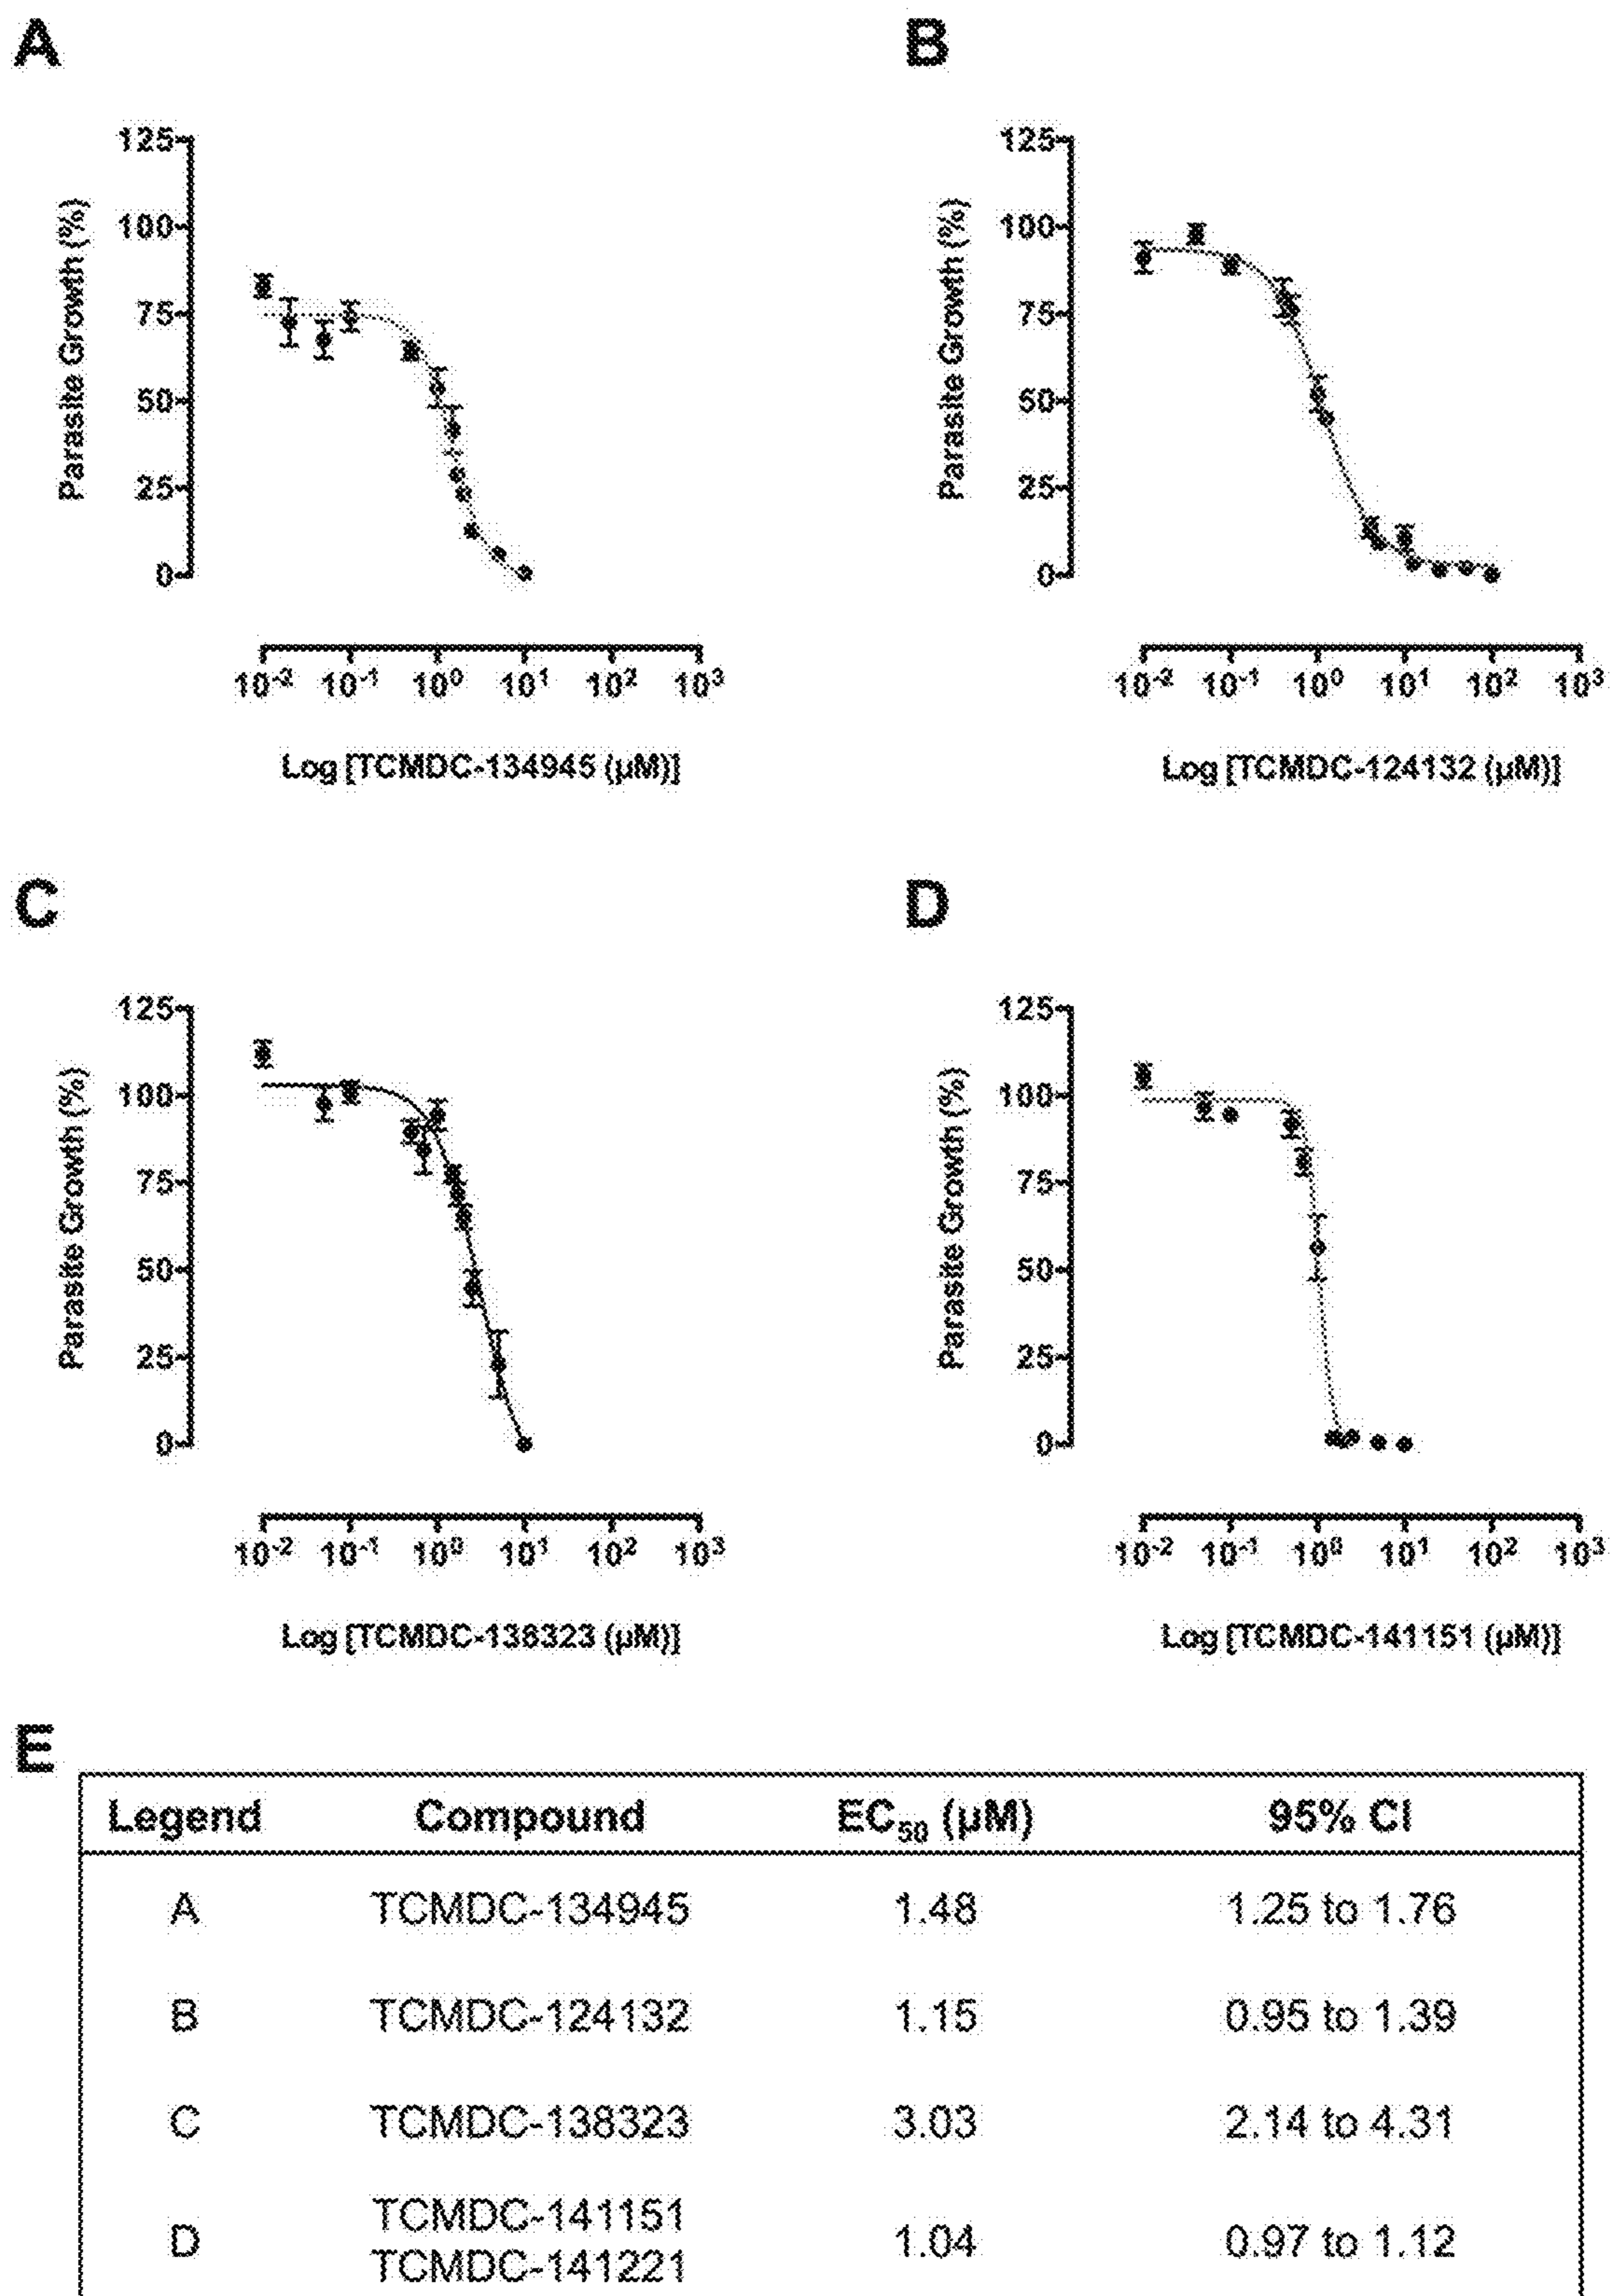 A
B
125
100
75
50
25
0
Parasite Growth (%)
10⁻² 10⁻¹ 10⁰ 10¹ 10² 10³
Log [TCMDC-134945 (µM)]
125
100
75
50
25
0
Parasite Growth (%)
10⁻² 10⁻¹ 10⁰ 10¹ 10² 10³
Log [TCMDC-124132 (µM)]
C
D
125
100
75
50
25
0
Parasite Growth (%)
10⁻² 10⁻¹ 10⁰ 10¹ 10² 10³
Log [TCMDC-138323 (µM)]
125
100
75
50
25
0
Parasite Growth (%)
10⁻² 10⁻¹ 10⁰ 10¹ 10² 10³
Log [TCMDC-141151 (µM)]
E
Legend Compound EC₅₀ (µM) 95% CI
A TCMDC-134945 1.48 1.25 to 1.76
B TCMDC-124132 1.15 0.95 to 1.39
C TCMDC-138323 3.03 2.14 to 4.31
D TCMDC-141151 1.04 0.97 to 1.12
TCMDC-141221